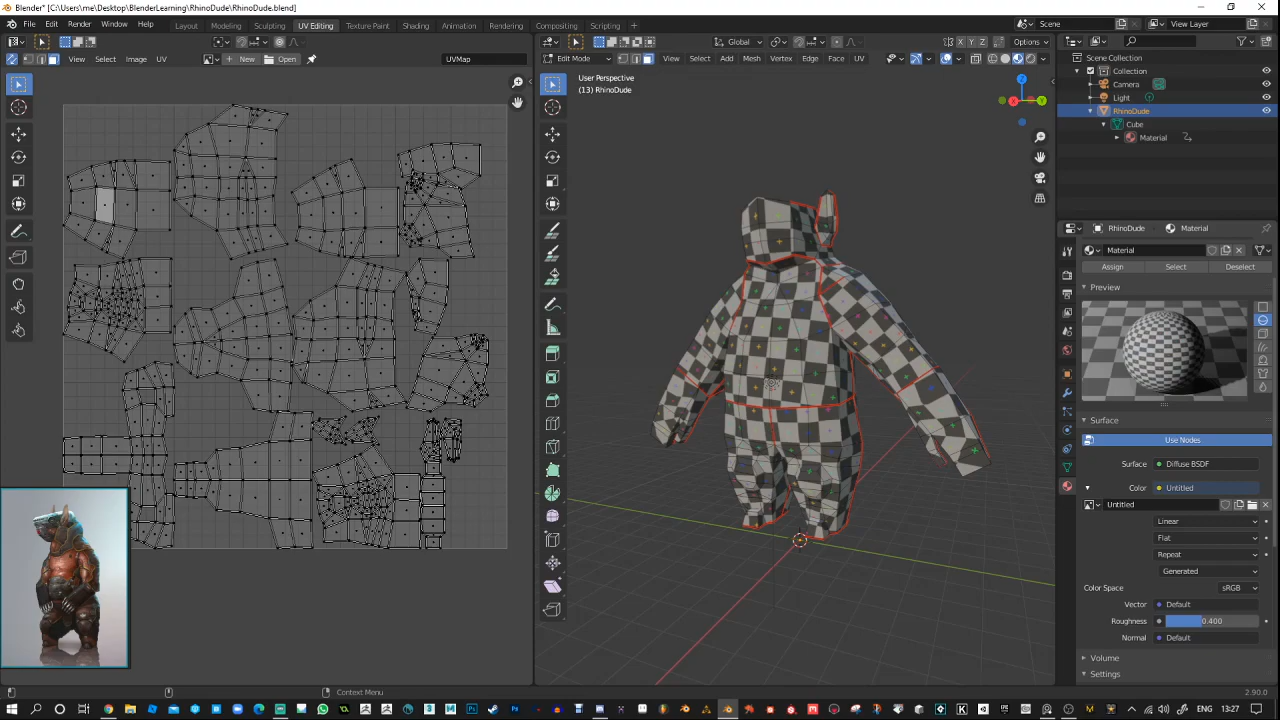 Blender* [C:\Users\me\Desktop\BlenderLearning\RhinoDude\RhinoDude.blend]
File Edit Render Window Help Layout Modeling Sculpting UV Editing Texture Paint Shading Animation Rendering Compositing Scripting Scene View Layer
Global X Y Z Options
View Select Image UV New Open UVMap Edit Mode View Select Add Mesh Vertex Edge Face UV
Scene Collection
Collection
Camera
Light
RhinoDude
Cube
Material
User Perspective
(13) RhinoDude
X Y Z
RhinoDude Material
Material
Assign Select Deselect
Preview
Surface
Use Nodes
Surface Diffuse BSDF
Color Untitled
Untitled
Linear
Flat
Repeat
Generated
Color Space sRGB
Vector Default
Roughness 0.400
Normal Default
Volume
Settings
Context Menu 2.90.0
ENG 13:27